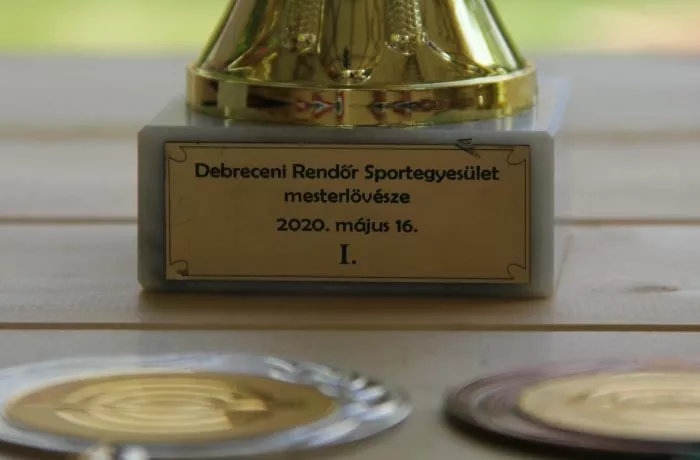 Debreceni Rendőr Sportegyesület
mesterlövésze
2020. május 16.
I.